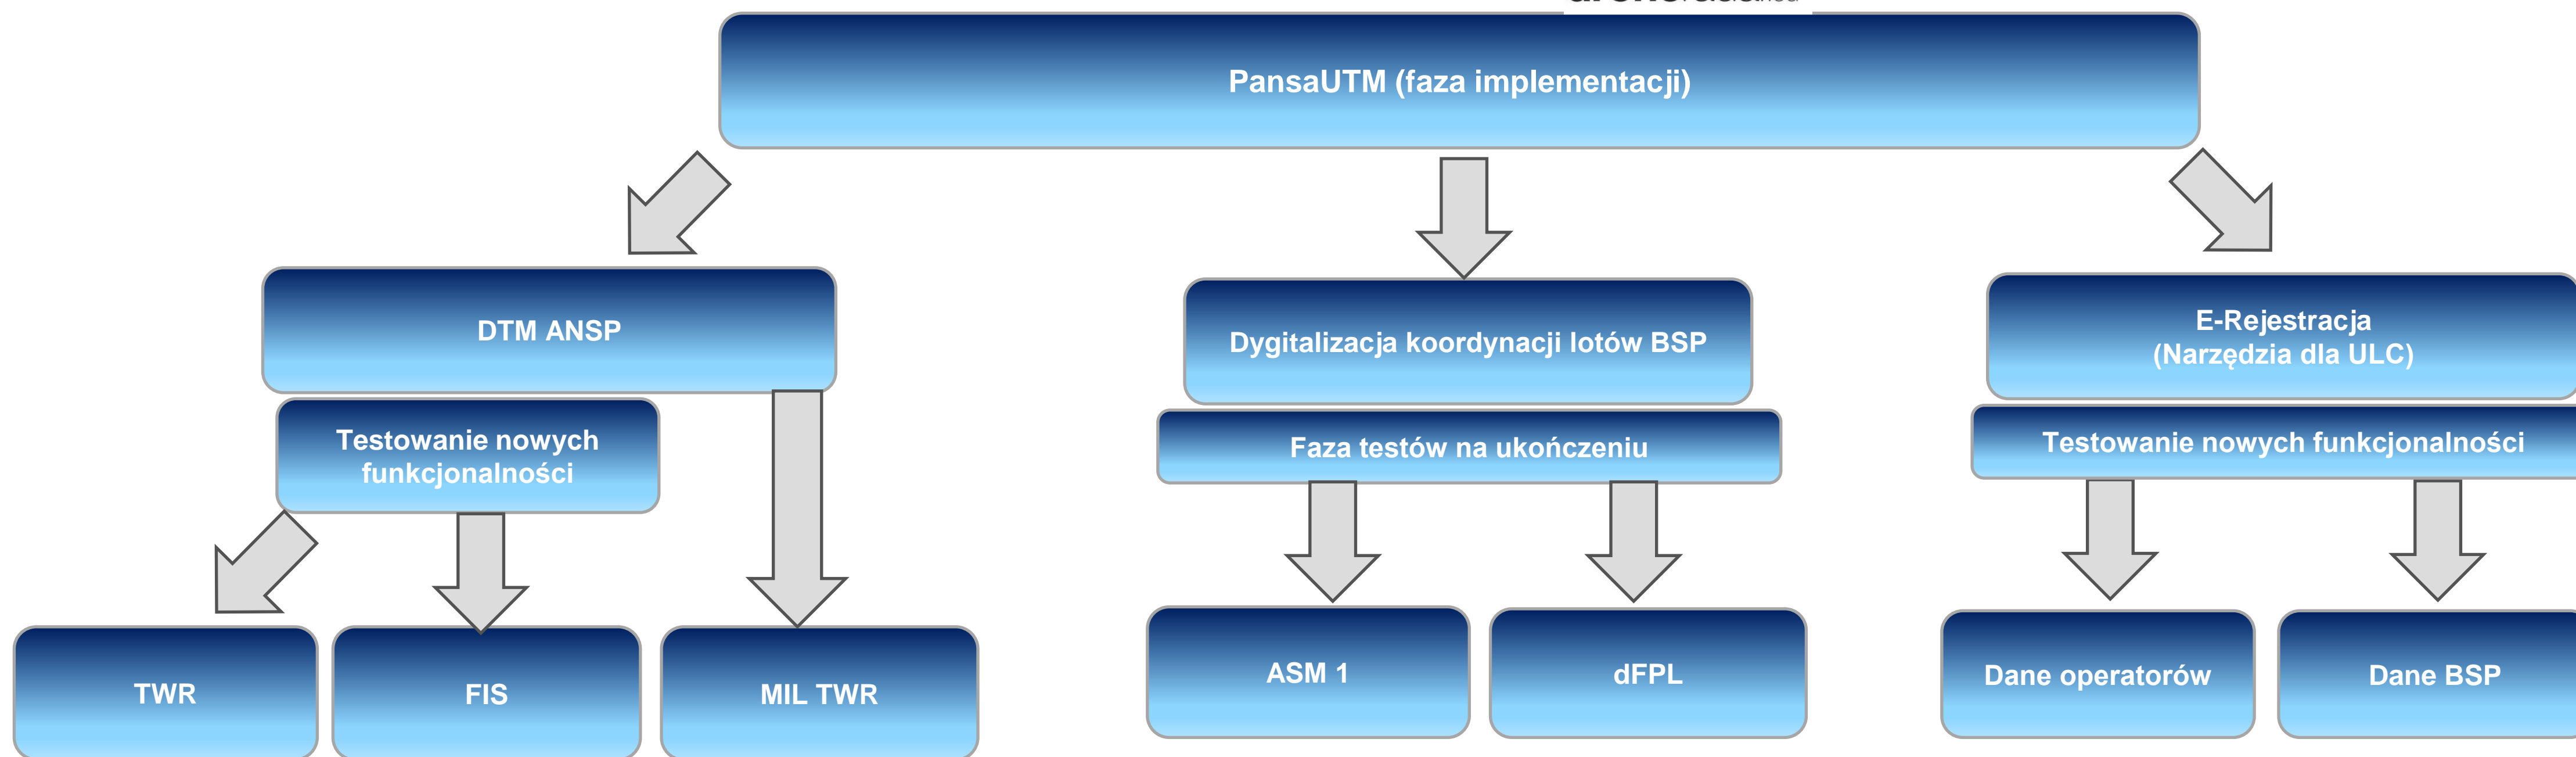 PansaUTM (faza implementacji)
DTM ANSP
Testowanie nowych
funkcjonalności
TWR
FIS
MIL TWR
Dygitalizacja koordynacji lotów BSP
Faza testów na ukończeniu
ASM 1
dFPL
E-Rejestracja
(Narzędzia dla ULC)
Testowanie nowych funkcjonalności
Dane operatorów
Dane BSP